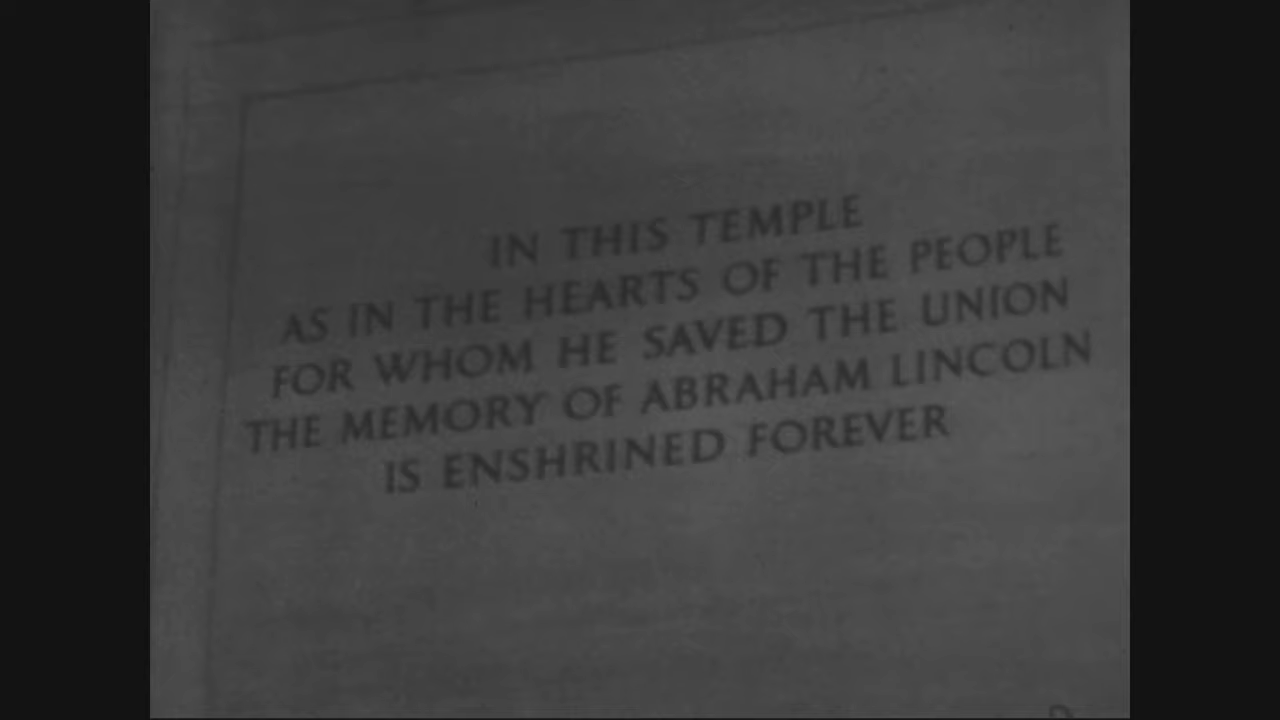 IN THIS TEMPLE
AS IN THE HEARTS OF THE PEOPLE
FOR WHOM HE SAVED THE UNION
THE MEMORY OF ABRAHAM LINCOLN
IS ENSHRINED FOREVER